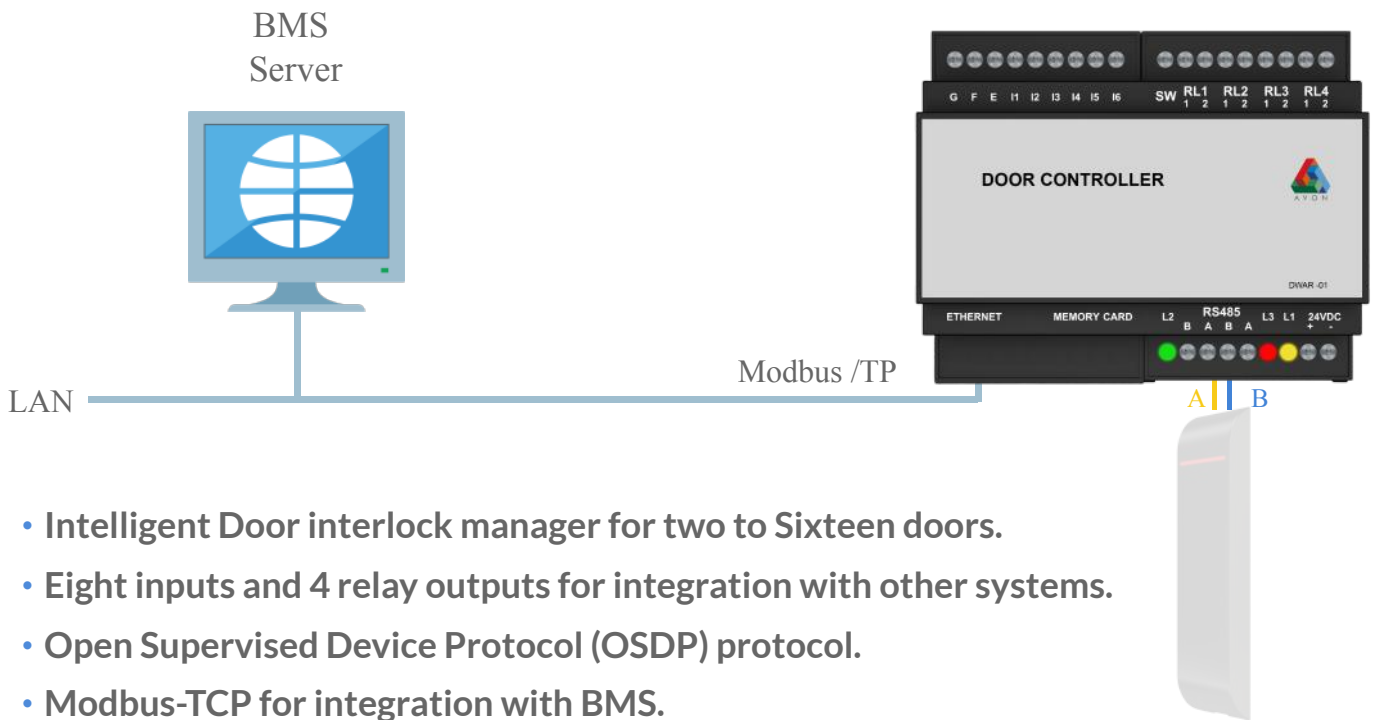 BMS
Server
G F E I1 I2 I3 I4 I5 I6
SW RL1 RL2 RL3 RL4
1 2 1 2 1 2 1 2
DOOR CONTROLLER
AYON
DWAR -01
ETHERNET MEMORY CARD L2 RS485 L3 L1 24VDC
B A B A + -
Modbus /TP
LAN
A B
• Intelligent Door interlock manager for two to Sixteen doors.
• Eight inputs and 4 relay outputs for integration with other systems.
• Open Supervised Device Protocol (OSDP) protocol.
• Modbus-TCP for integration with BMS.